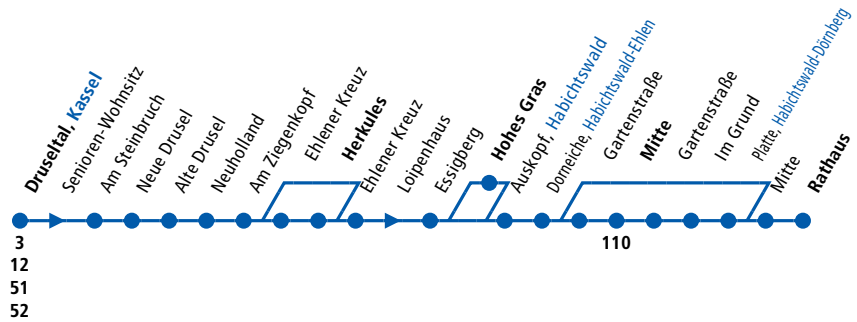 Druseltal, Kassel
Senioren-Wohnsitz
Am Steinbruch
Neue Drusel
Alte Drusel
Neuholland
Am Ziegenkopf
Ehlener Kreuz
Herkules
Ehlener Kreuz
Loipenhaus
Essigberg
Hohes Gras
Auskopf, Habichtswald
Dorneiche, Habichtswald-Ehlen
Gartenstraße
Mitte
Gartenstraße
Im Grund
Platte, Habichtswald-Dörnberg
Mitte
Rathaus
3
12
51
52
110